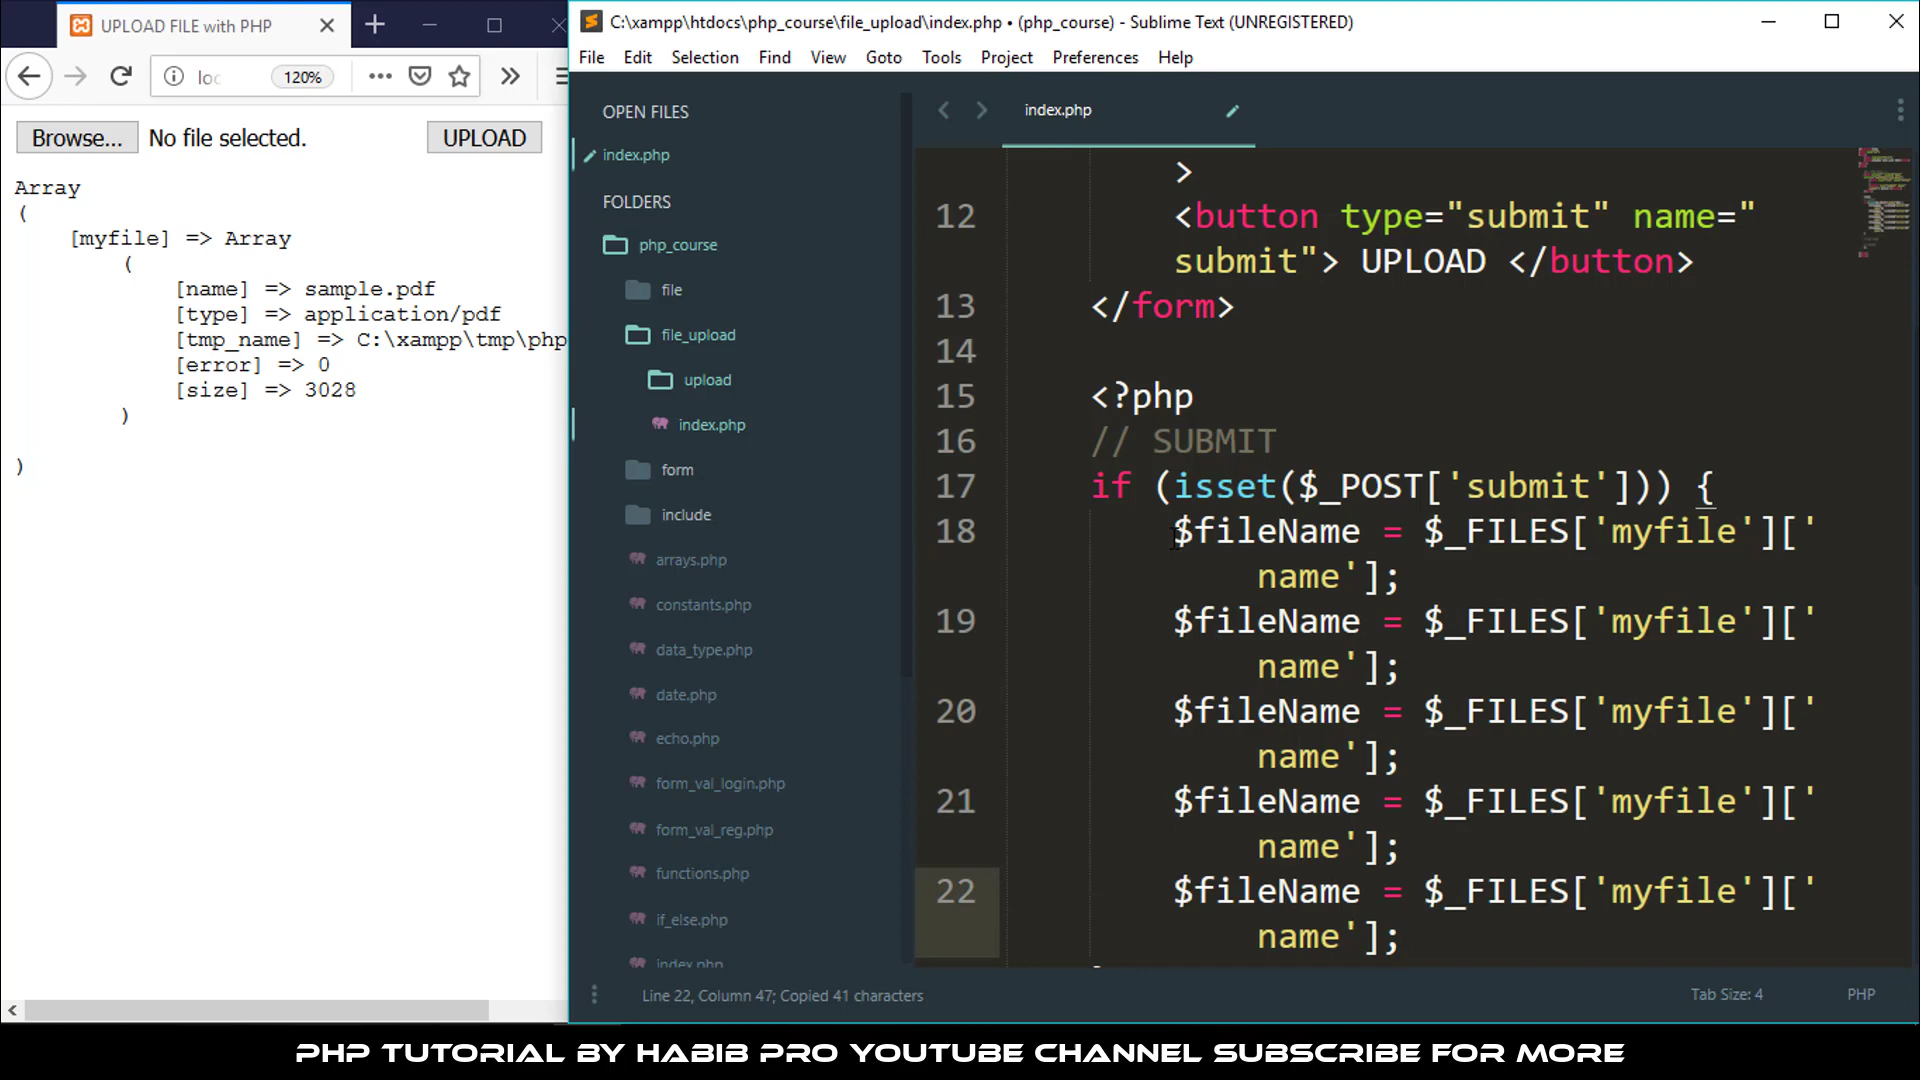 UPLOAD FILE with PHP
120%
Browse... No file selected. UPLOAD
Array
(
[myfile] => Array
(
[name] => sample.pdf
[type] => application/pdf
[tmp_name] => C:\xampp\tmp\php
[error] => 0
[size] => 3028
)
)
C:\xampp\htdocs\php_course\file_upload\index.php • (php_course) - Sublime Text (UNREGISTERED)
File Edit Selection Find View Goto Tools Project Preferences Help
OPEN FILES
index.php
FOLDERS
php_course
file
file_upload
upload
index.php
form
include
arrays.php
constants.php
data_type.php
date.php
echo.php
form_val_login.php
form_val_reg.php
functions.php
if_else.php
index.php
index.php
>
12 <button type="submit" name="
submit"> UPLOAD </button>
13 </form>
14
15 <?php
16 // SUBMIT
17 if (isset($_POST['submit'])) {
18 $fileName = $_FILES['myfile']['
name'];
19 $fileName = $_FILES['myfile']['
name'];
20 $fileName = $_FILES['myfile']['
name'];
21 $fileName = $_FILES['myfile']['
name'];
22 $fileName = $_FILES['myfile']['
name'];
Line 22, Column 47; Copied 41 characters
Tab Size: 4
PHP
PHP TUTORIAL BY HABIB PRO YOUTUBE CHANNEL SUBSCRIBE FOR MORE